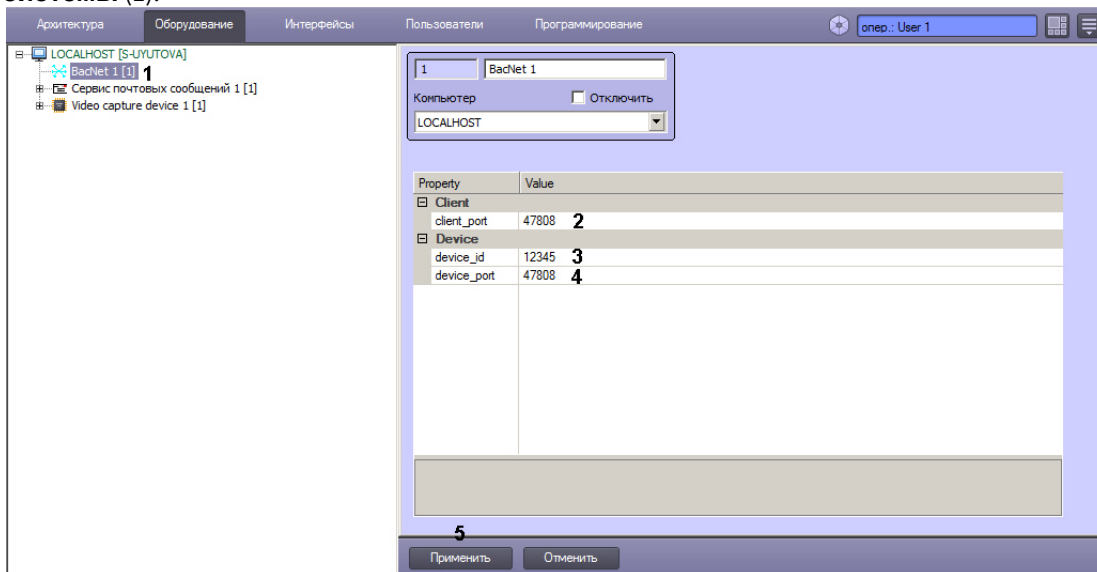 Архитектура Оборудование Интерфейсы Пользователи Программирование опер.: User 1
LOCALHOST [S-UYUTOVA]
BacNet 1 [1] 1
Сервис почтовых сообщений 1 [1]
Video capture device 1 [1]
1 BacNet 1
Компьютер Отключить
LOCALHOST
Property Value
Client
client_port 47808 2
Device
device_id 12345 3
device_port 47808 4
5
Применить Отменить